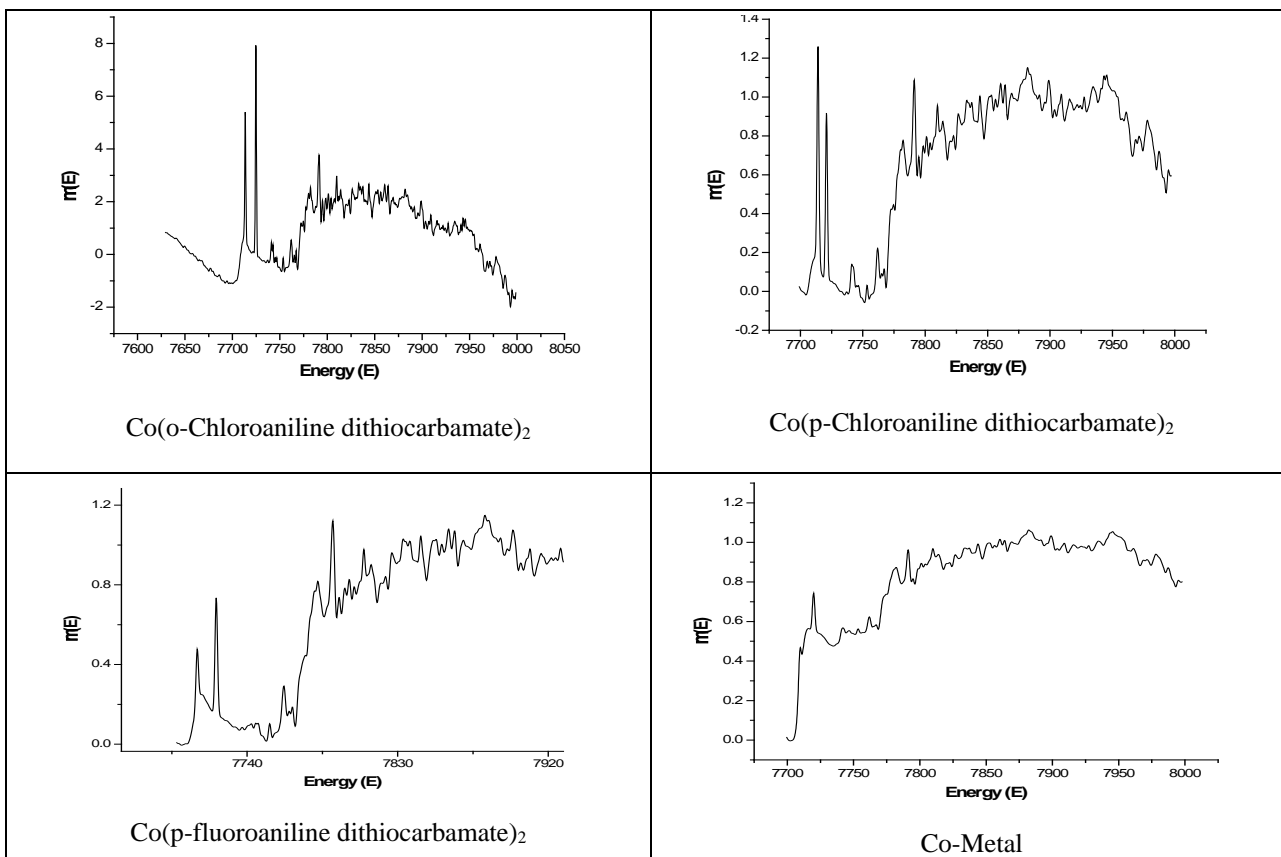 8
6
4
2
0
-2
m(E)
7600 7650 7700 7750 7800 7850 7900 7950 8000 8050
Energy (E)
Co(o-Chloroaniline dithiocarbamate)₂
1.4
1.2
1.0
0.8
0.6
0.4
0.2
0.0
-0.2
m(E)
7700 7750 7800 7850 7900 7950 8000
Energy (E)
Co(p-Chloroaniline dithiocarbamate)₂
1.2
0.8
0.4
0.0
m(E)
7740 7830 7920
Energy (E)
Co(p-fluoroaniline dithiocarbamate)₂
1.2
1.0
0.8
0.6
0.4
0.2
0.0
m(E)
7700 7750 7800 7850 7900 7950 8000
Energy (E)
Co-Metal